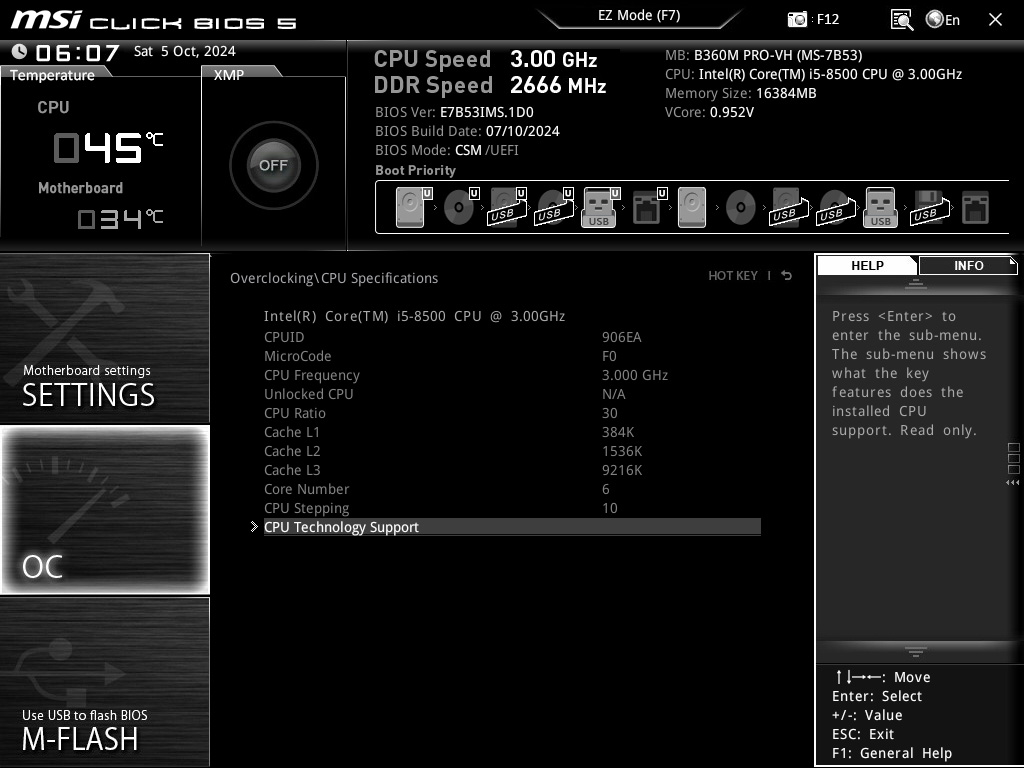 msi CLICK BIOS 5
EZ Mode (F7)
: F12
En
06:07 Sat 5 Oct, 2024
Temperature
CPU
045°C
Motherboard
034°C
XMP
OFF
CPU Speed 3.00 GHz
DDR Speed 2666 MHz
BIOS Ver: E7B53IMS.1D0
BIOS Build Date: 07/10/2024
BIOS Mode: CSM /UEFI
MB: B360M PRO-VH (MS-7B53)
CPU: Intel(R) Core(TM) i5-8500 CPU @ 3.00GHz
Memory Size: 16384MB
VCore: 0.952V
Boot Priority
U U U USB U USB U USB U USB USB USB USB
Motherboard settings
SETTINGS
OC
Use USB to flash BIOS
M-FLASH
Overclocking\CPU Specifications
HOT KEY |
Intel(R) Core(TM) i5-8500 CPU @ 3.00GHz
CPUID 906EA
MicroCode F0
CPU Frequency 3.000 GHz
Unlocked CPU N/A
CPU Ratio 30
Cache L1 384K
Cache L2 1536K
Cache L3 9216K
Core Number 6
CPU Stepping 10
> CPU Technology Support
HELP
INFO
Press <Enter> to
enter the sub-menu.
The sub-menu shows
what the key
features does the
installed CPU
support. Read only.
↑↓→←: Move
Enter: Select
+/-: Value
ESC: Exit
F1: General Help